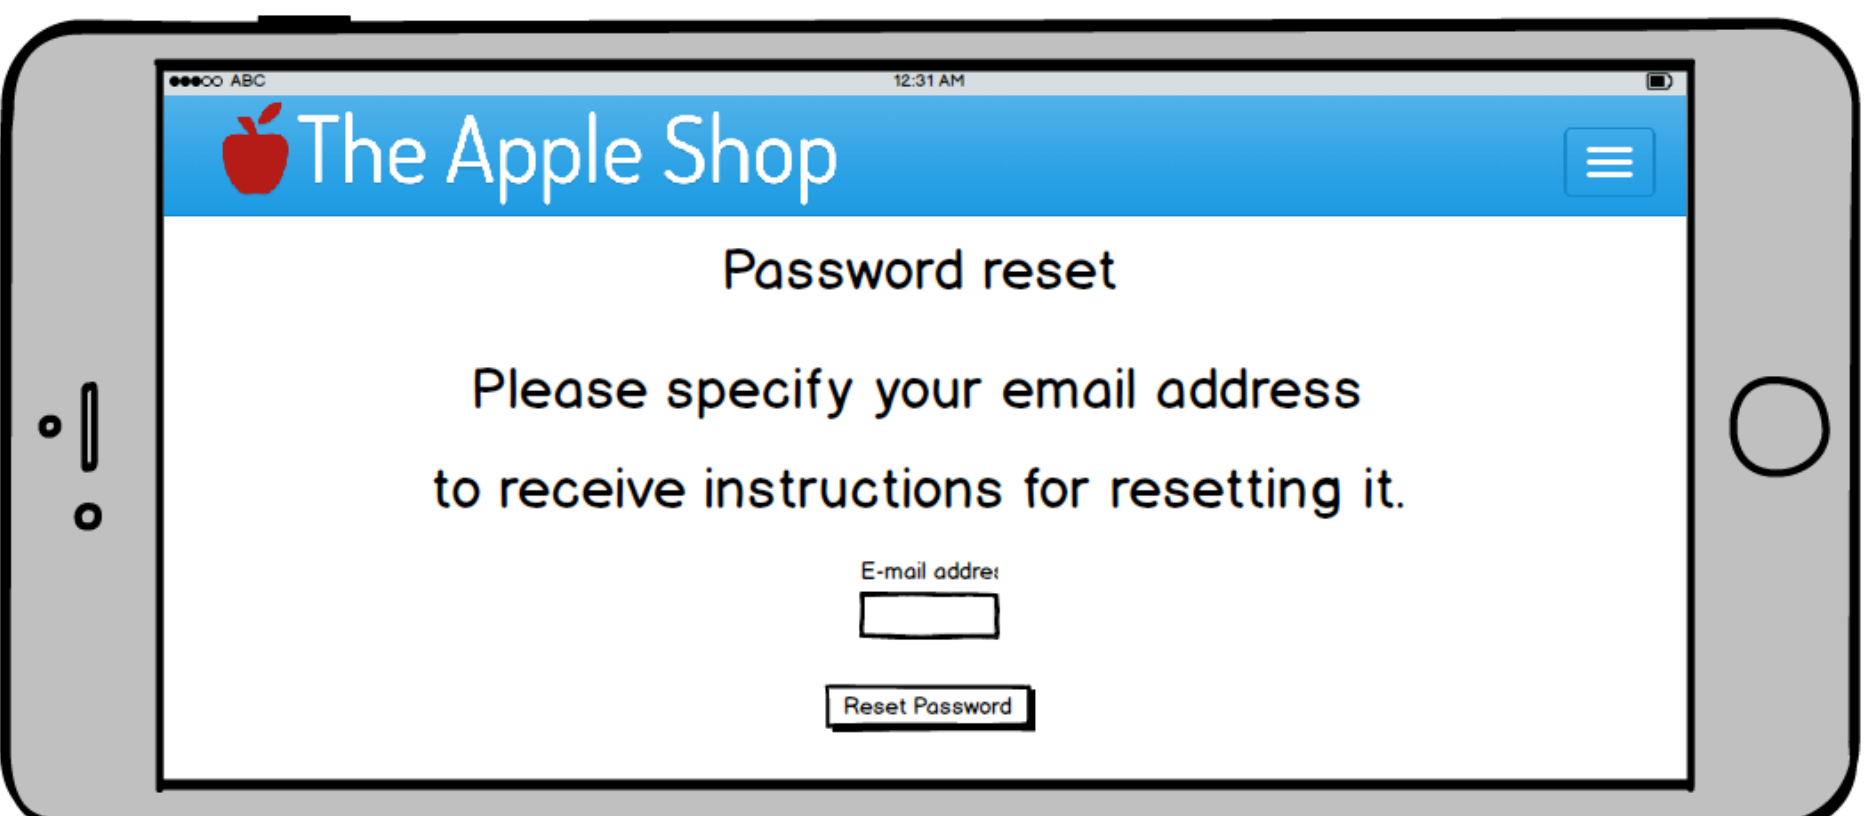 ABC
12:31 AM
The Apple Shop
Password reset
Please specify your email address
to receive instructions for resetting it.
E-mail addres
Reset Password